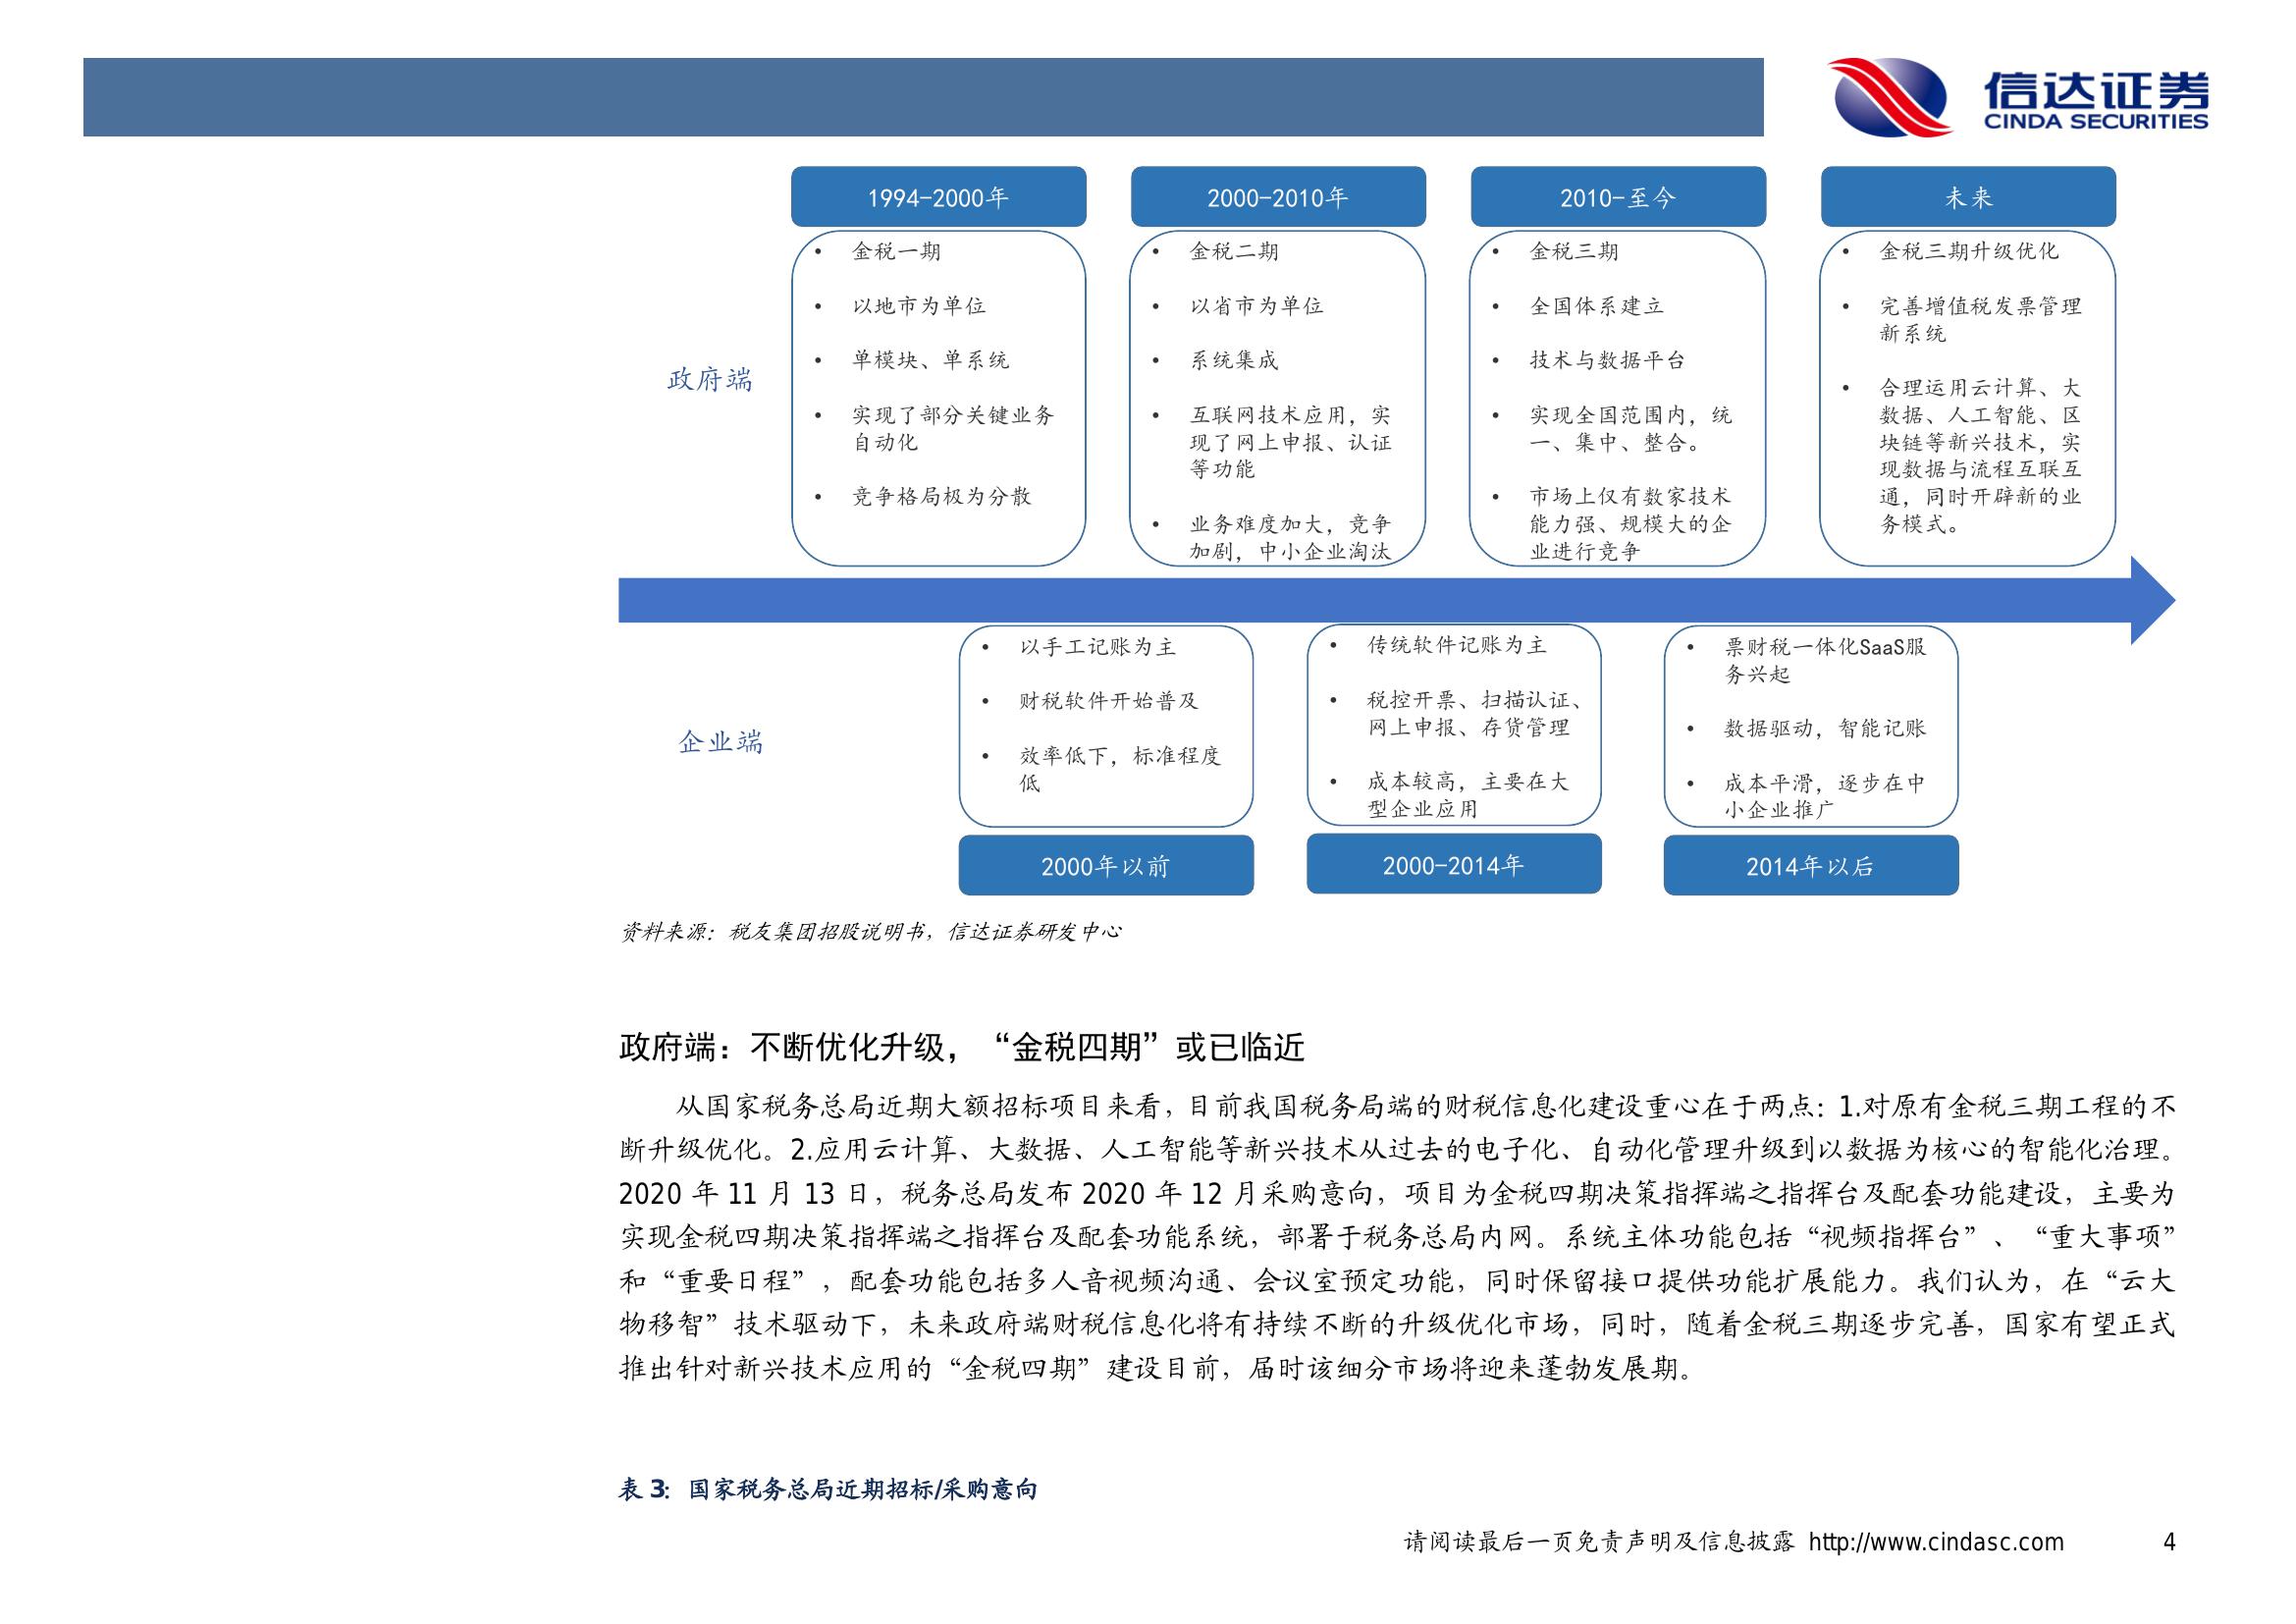 信达证券
CINDA SECURITIES
1994-2000年
2000-2010年
2010-至今
未来
政府端
• 金税一期
• 以地市为单位
• 单模块、单系统
• 实现了部分关键业务
自动化
• 竞争格局极为分散
• 金税二期
• 以省市为单位
• 系统集成
• 互联网技术应用，实
现了网上申报、认证
等功能
• 业务难度加大，竞争
加剧，中小企业淘汰
• 金税三期
• 全国体系建立
• 技术与数据平台
• 实现全国范围内，统
一、集中、整合。
• 市场上仅有数家技术
能力强、规模大的企
业进行竞争
• 金税三期升级优化
• 完善增值税发票管理
新系统
• 合理运用云计算、大
数据、人工智能、区
块链等新兴技术，实
现数据与流程互联互
通，同时开辟新的业
务模式。
企业端
• 以手工记账为主
• 财税软件开始普及
• 效率低下，标准程度
低
• 传统软件记账为主
• 税控开票、扫描认证、
网上申报、存货管理
• 成本较高，主要在大
型企业应用
• 票财税一体化SaaS服
务兴起
• 数据驱动，智能记账
• 成本平滑，逐步在中
小企业推广
2000年以前
2000-2014年
2014年以后
资料来源：税友集团招股说明书，信达证券研发中心
政府端：不断优化升级，“金税四期”或已临近
从国家税务总局近期大额招标项目来看，目前我国税务局端的财税信息化建设重心在于两点：1.对原有金税三期工程的不
断升级优化。2.应用云计算、大数据、人工智能等新兴技术从过去的电子化、自动化管理升级到以数据为核心的智能化治理。
2020 年 11 月 13 日，税务总局发布 2020 年 12 月采购意向，项目为金税四期决策指挥端之指挥台及配套功能建设，主要为
实现金税四期决策指挥端之指挥台及配套功能系统，部署于税务总局内网。系统主体功能包括“视频指挥台”、“重大事项”
和“重要日程”，配套功能包括多人音视频沟通、会议室预定功能，同时保留接口提供功能扩展能力。我们认为，在“云大
物移智”技术驱动下，未来政府端财税信息化将有持续不断的升级优化市场，同时，随着金税三期逐步完善，国家有望正式
推出针对新兴技术应用的“金税四期”建设目前，届时该细分市场将迎来蓬勃发展期。
表 3: 国家税务总局近期招标/采购意向
请阅读最后一页免责声明及信息披露 http://www.cindasc.com 4